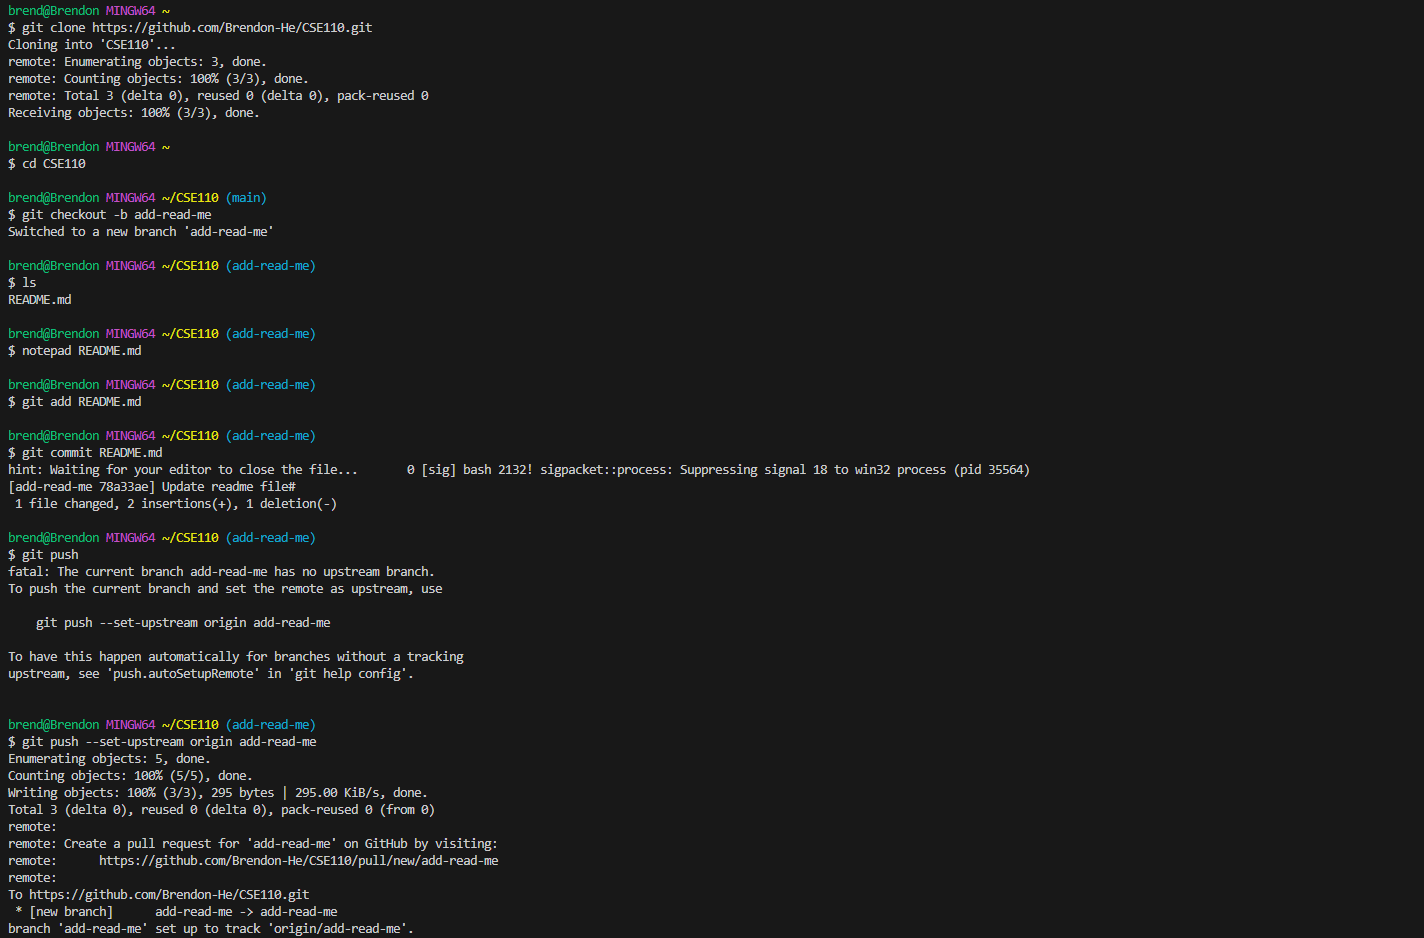 brend@Brendon MINGW64 ~
$ git clone https://github.com/Brendon-He/CSE110.git
Cloning into 'CSE110'...
remote: Enumerating objects: 3, done.
remote: Counting objects: 100% (3/3), done.
remote: Total 3 (delta 0), reused 0 (delta 0), pack-reused 0
Receiving objects: 100% (3/3), done.
brend@Brendon MINGW64 ~
$ cd CSE110
brend@Brendon MINGW64 ~/CSE110 (main)
$ git checkout -b add-read-me
Switched to a new branch 'add-read-me'
brend@Brendon MINGW64 ~/CSE110 (add-read-me)
$ ls
README.md
brend@Brendon MINGW64 ~/CSE110 (add-read-me)
$ notepad README.md
brend@Brendon MINGW64 ~/CSE110 (add-read-me)
$ git add README.md
brend@Brendon MINGW64 ~/CSE110 (add-read-me)
$ git commit README.md
hint: Waiting for your editor to close the file...       0 [sig] bash 2132! sigpacket::process: Suppressing signal 18 to win32 process (pid 35564)
[add-read-me 78a33ae] Update readme file#
 1 file changed, 2 insertions(+), 1 deletion(-)
brend@Brendon MINGW64 ~/CSE110 (add-read-me)
$ git push
fatal: The current branch add-read-me has no upstream branch.
To push the current branch and set the remote as upstream, use
    git push --set-upstream origin add-read-me
To have this happen automatically for branches without a tracking
upstream, see 'push.autoSetupRemote' in 'git help config'.
brend@Brendon MINGW64 ~/CSE110 (add-read-me)
$ git push --set-upstream origin add-read-me
Enumerating objects: 5, done.
Counting objects: 100% (5/5), done.
Writing objects: 100% (3/3), 295 bytes | 295.00 KiB/s, done.
Total 3 (delta 0), reused 0 (delta 0), pack-reused 0 (from 0)
remote:
remote: Create a pull request for 'add-read-me' on GitHub by visiting:
remote:      https://github.com/Brendon-He/CSE110/pull/new/add-read-me
remote:
To https://github.com/Brendon-He/CSE110.git
 * [new branch]      add-read-me -> add-read-me
branch 'add-read-me' set up to track 'origin/add-read-me'.